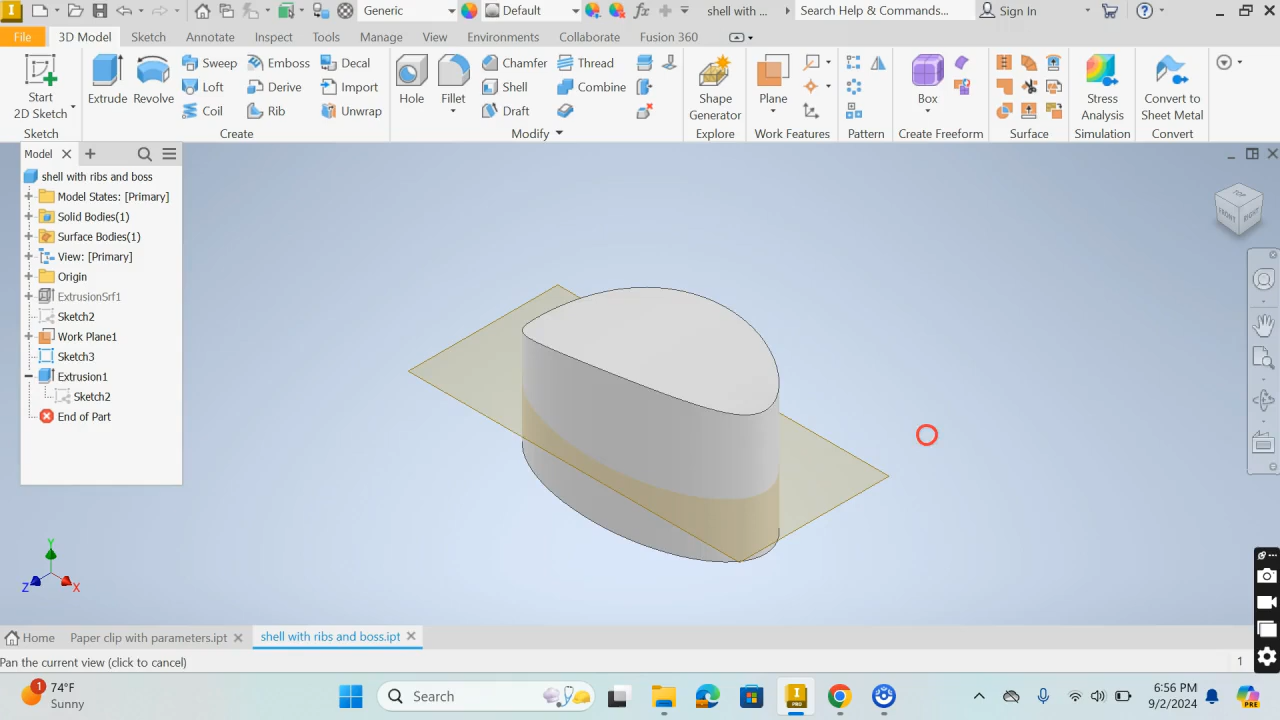 Generic
Default
shell with ...
Search Help & Commands...
Sign In
File
3D Model
Sketch
Annotate
Inspect
Tools
Manage
View
Environments
Collaborate
Fusion 360
Start
2D Sketch
Extrude
Revolve
Sweep
Loft
Coil
Emboss
Derive
Rib
Decal
Import
Unwrap
Hole
Fillet
Chamfer
Shell
Draft
Thread
Combine
Shape
Generator
Plane
Box
Stress
Analysis
Convert to
Sheet Metal
Sketch
Create
Modify
Explore
Work Features
Pattern
Create Freeform
Surface
Simulation
Convert
Model
shell with ribs and boss
Model States: [Primary]
Solid Bodies(1)
Surface Bodies(1)
View: [Primary]
Origin
ExtrusionSrf1
Sketch2
Work Plane1
Sketch3
Extrusion1
Sketch2
End of Part
TOP
FRONT
RIGHT
Y
Z
X
Home
Paper clip with parameters.ipt
shell with ribs and boss.ipt
Pan the current view (click to cancel)
1
1
74°F
Sunny
Search
PRO
6:56 PM
9/2/2024
PRE